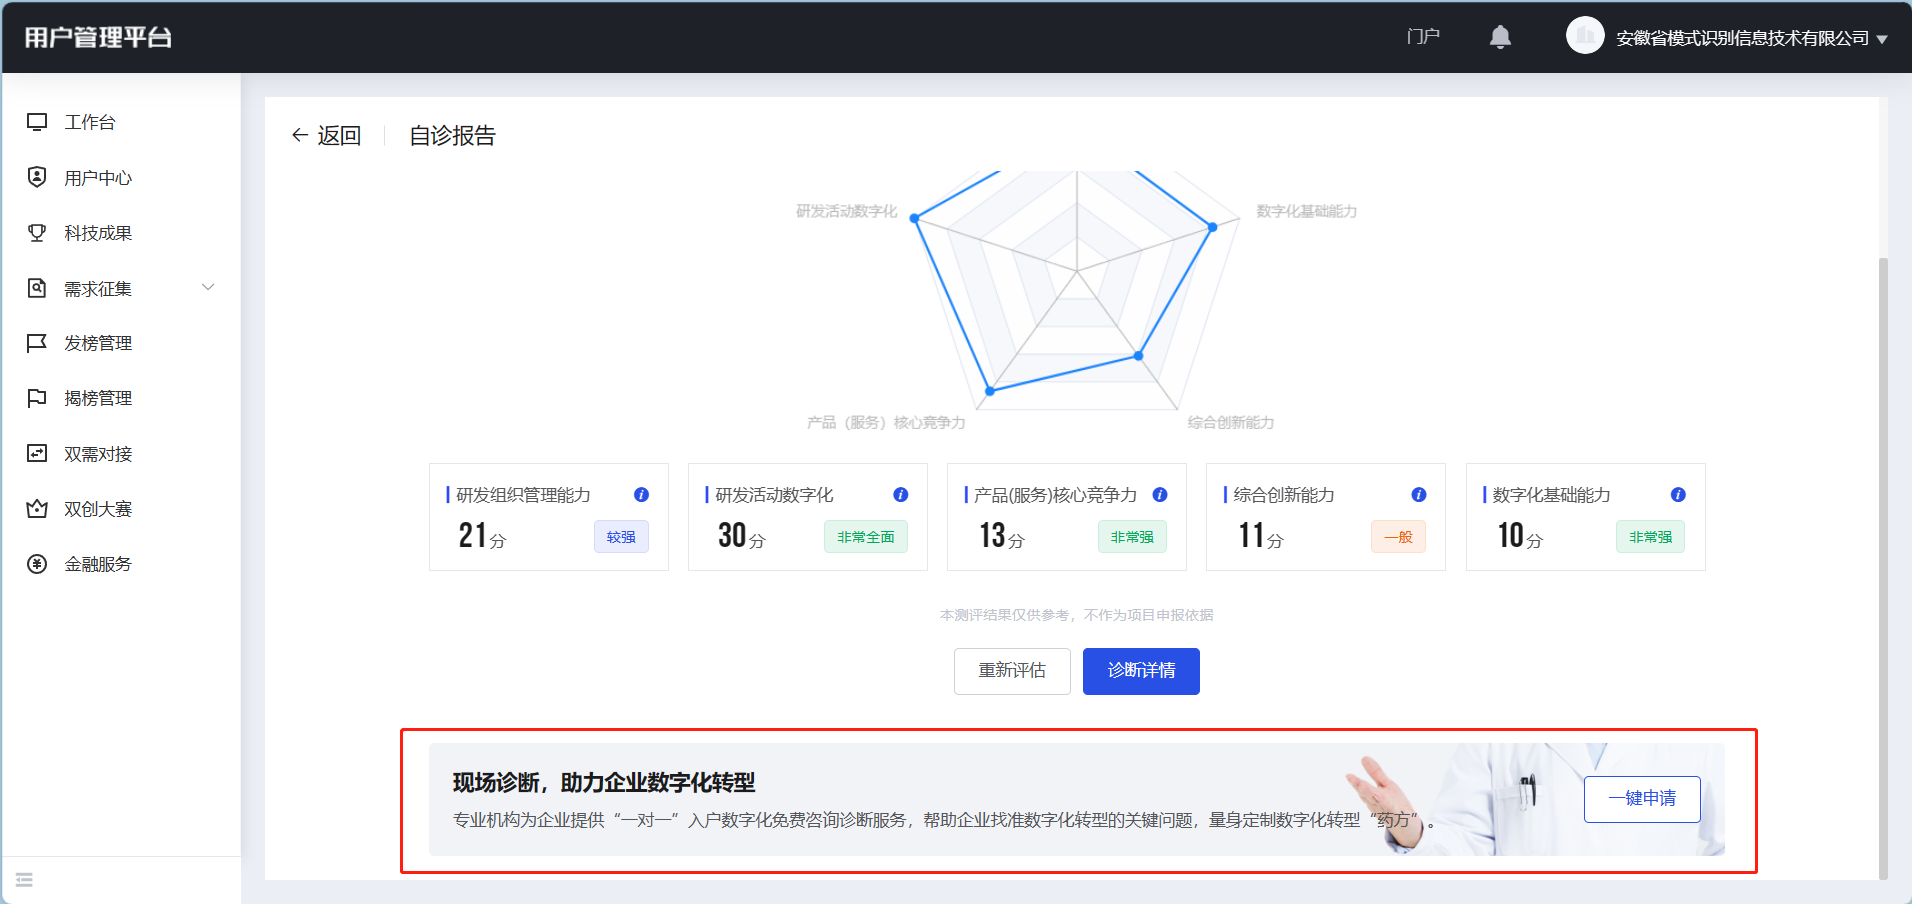 用户管理平台
门户
安徽省模式识别信息技术有限公司
工作台
用户中心
科技成果
需求征集
发榜管理
揭榜管理
双需对接
双创大赛
金融服务
返回
自诊报告
研发活动数字化
数字化基础能力
产品（服务）核心竞争力
综合创新能力
研发组织管理能力
21分
较强
研发活动数字化
30分
非常全面
产品(服务)核心竞争力
13分
非常强
综合创新能力
11分
一般
数字化基础能力
10分
非常强
本测评结果仅供参考，不作为项目申报依据
重新评估
诊断详情
现场诊断，助力企业数字化转型
专业机构为企业提供“一对一”入户数字化免费咨询诊断服务，帮助企业找准数字化转型的关键问题，量身定制数字化转型“药方”。
一键申请